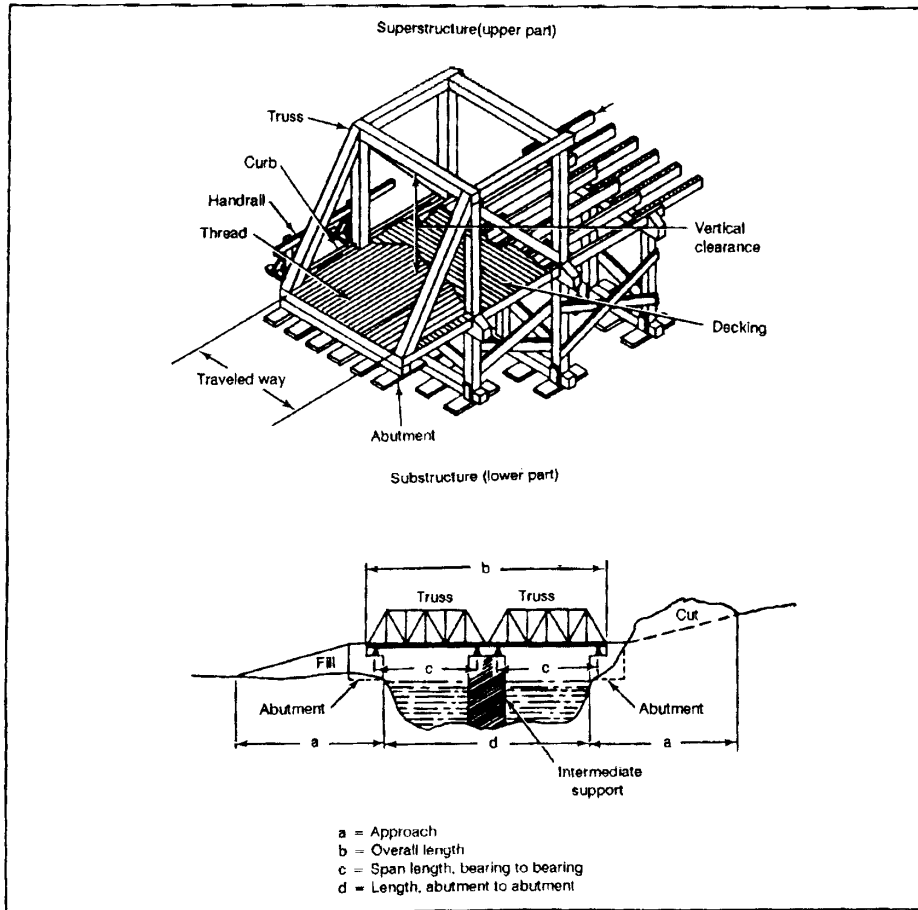 Superstructure(upper part)
Truss
Curb
Handrail
Thread
Vertical
clearance
Decking
Traveled way
Abutment
Substructure (lower part)
b
Truss
Truss
Cut
Fill
c
c
Abutment
Abutment
a
d
a
Intermediate
support
a = Approach
b = Overall length
c = Span length, bearing to bearing
d = Length, abutment to abutment